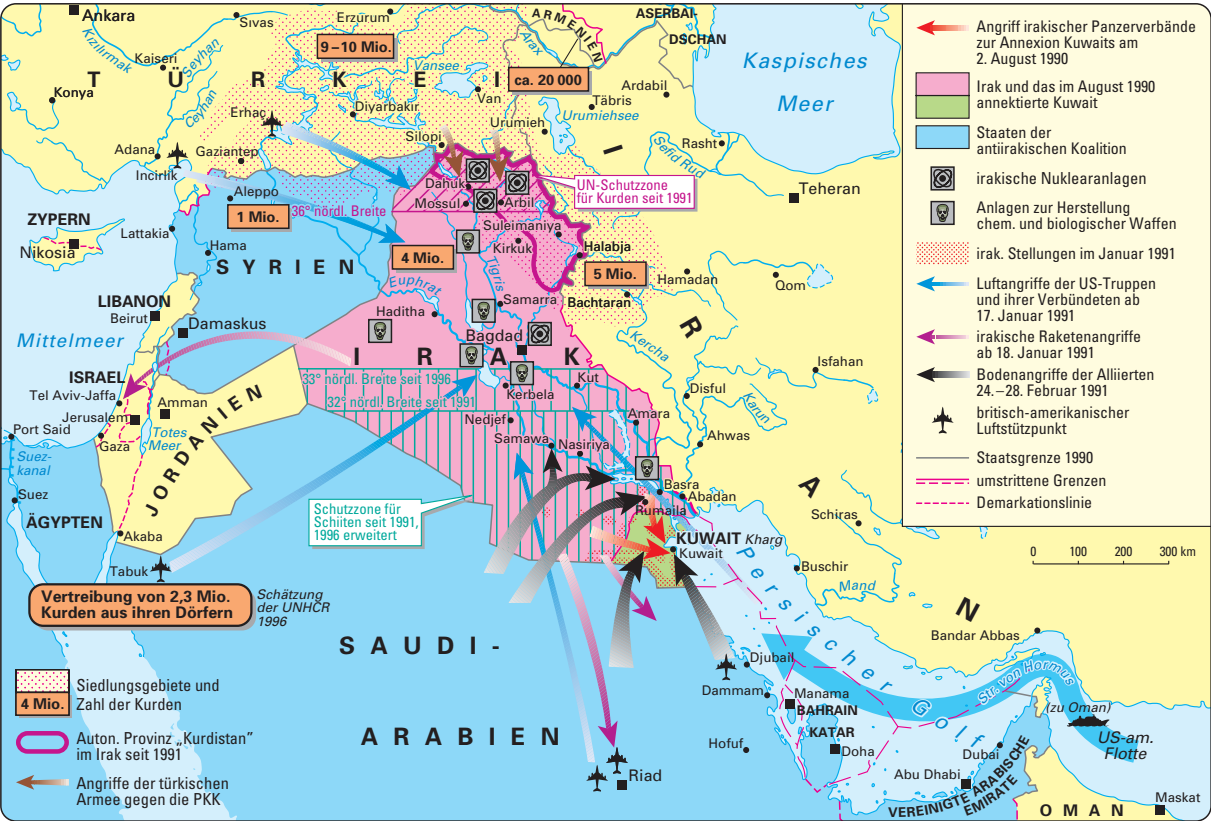 Ankara
Kızılırmak
Sivas
Erzurum
ARMENIEN
ASERBAI-
DSCHAN
9–10 Mio.
Arax
Kaspisches
Meer
Kaiseri
Seyhan
Vansee
TÜRKEI
ca. 20 000
Konya
Ceyhan
Diyarbakir
Van
Täbris
Ardabil
Erhaç
Urumiehsee
Silopi
Urumieh
Adana
Gaziantep
Rasht
Sefid Rud
Incirlik
Dahuk
UN-Schutzzone
für Kurden seit 1991
Teheran
Aleppo
1 Mio.
36° nördl. Breite
Mossul
Arbil
ZYPERN
Nikosia
Lattakia
Suleimaniya
Hama
Kirkuk
Halabja
SYRIEN
4 Mio.
5 Mio.
Hamadan
Qom
Tigris
Euphrat
Bachtaran
LIBANON
Beirut
Samarra
Haditha
Damaskus
Mittelmeer
Bagdad
Kercha
IRAK
IRAN
Isfahan
ISRAEL
33° nördl. Breite seit 1996
Kut
Tel Aviv-Jaffa
Amman
32° nördl. Breite seit 1991
Kerbela
Disful
Karun
Jerusalem
Nedjef
Amara
Port Said
Totes
Meer
Gaza
Samawa
Nasiriya
Ahwas
Suez-
kanal
JORDANIEN
Basra
Suez
Abadan
Rumaila
ÄGYPTEN
Schutzzone für
Schiiten seit 1991,
1996 erweitert
Schiras
Akaba
KUWAIT
Kharg
Kuwait
Tabuk
Buschir
Mand
Vertreibung von 2,3 Mio.
Kurden aus ihren Dörfern
Schätzung
der UNHCR
1996
Persischer Golf
Bandar Abbas
SAUDI-
ARABIEN
Djubail
Str. von Hormus
Dammam
Manama
BAHRAIN
(zu Oman)
KATAR
US-am.
Flotte
Hofuf
Doha
Dubai
Riad
Abu Dhabi
VEREINIGTE ARABISCHE
EMIRATE
Maskat
OMAN
Siedlungsgebiete und
4 Mio.
Zahl der Kurden
Auton. Provinz „Kurdistan"
im Irak seit 1991
Angriffe der türkischen
Armee gegen die PKK
Angriff irakischer Panzerverbände
zur Annexion Kuwaits am
2. August 1990
Irak und das im August 1990
annektierte Kuwait
Staaten der
antiirakischen Koalition
irakische Nuklearanlagen
Anlagen zur Herstellung
chem. und biologischer Waffen
irak. Stellungen im Januar 1991
Luftangriffe der US-Truppen
und ihrer Verbündeten ab
17. Januar 1991
irakische Raketenangriffe
ab 18. Januar 1991
Bodenangriffe der Alliierten
24.–28. Februar 1991
britisch-amerikanischer
Luftstützpunkt
Staatsgrenze 1990
umstrittene Grenzen
Demarkationslinie
0 100 200 300 km